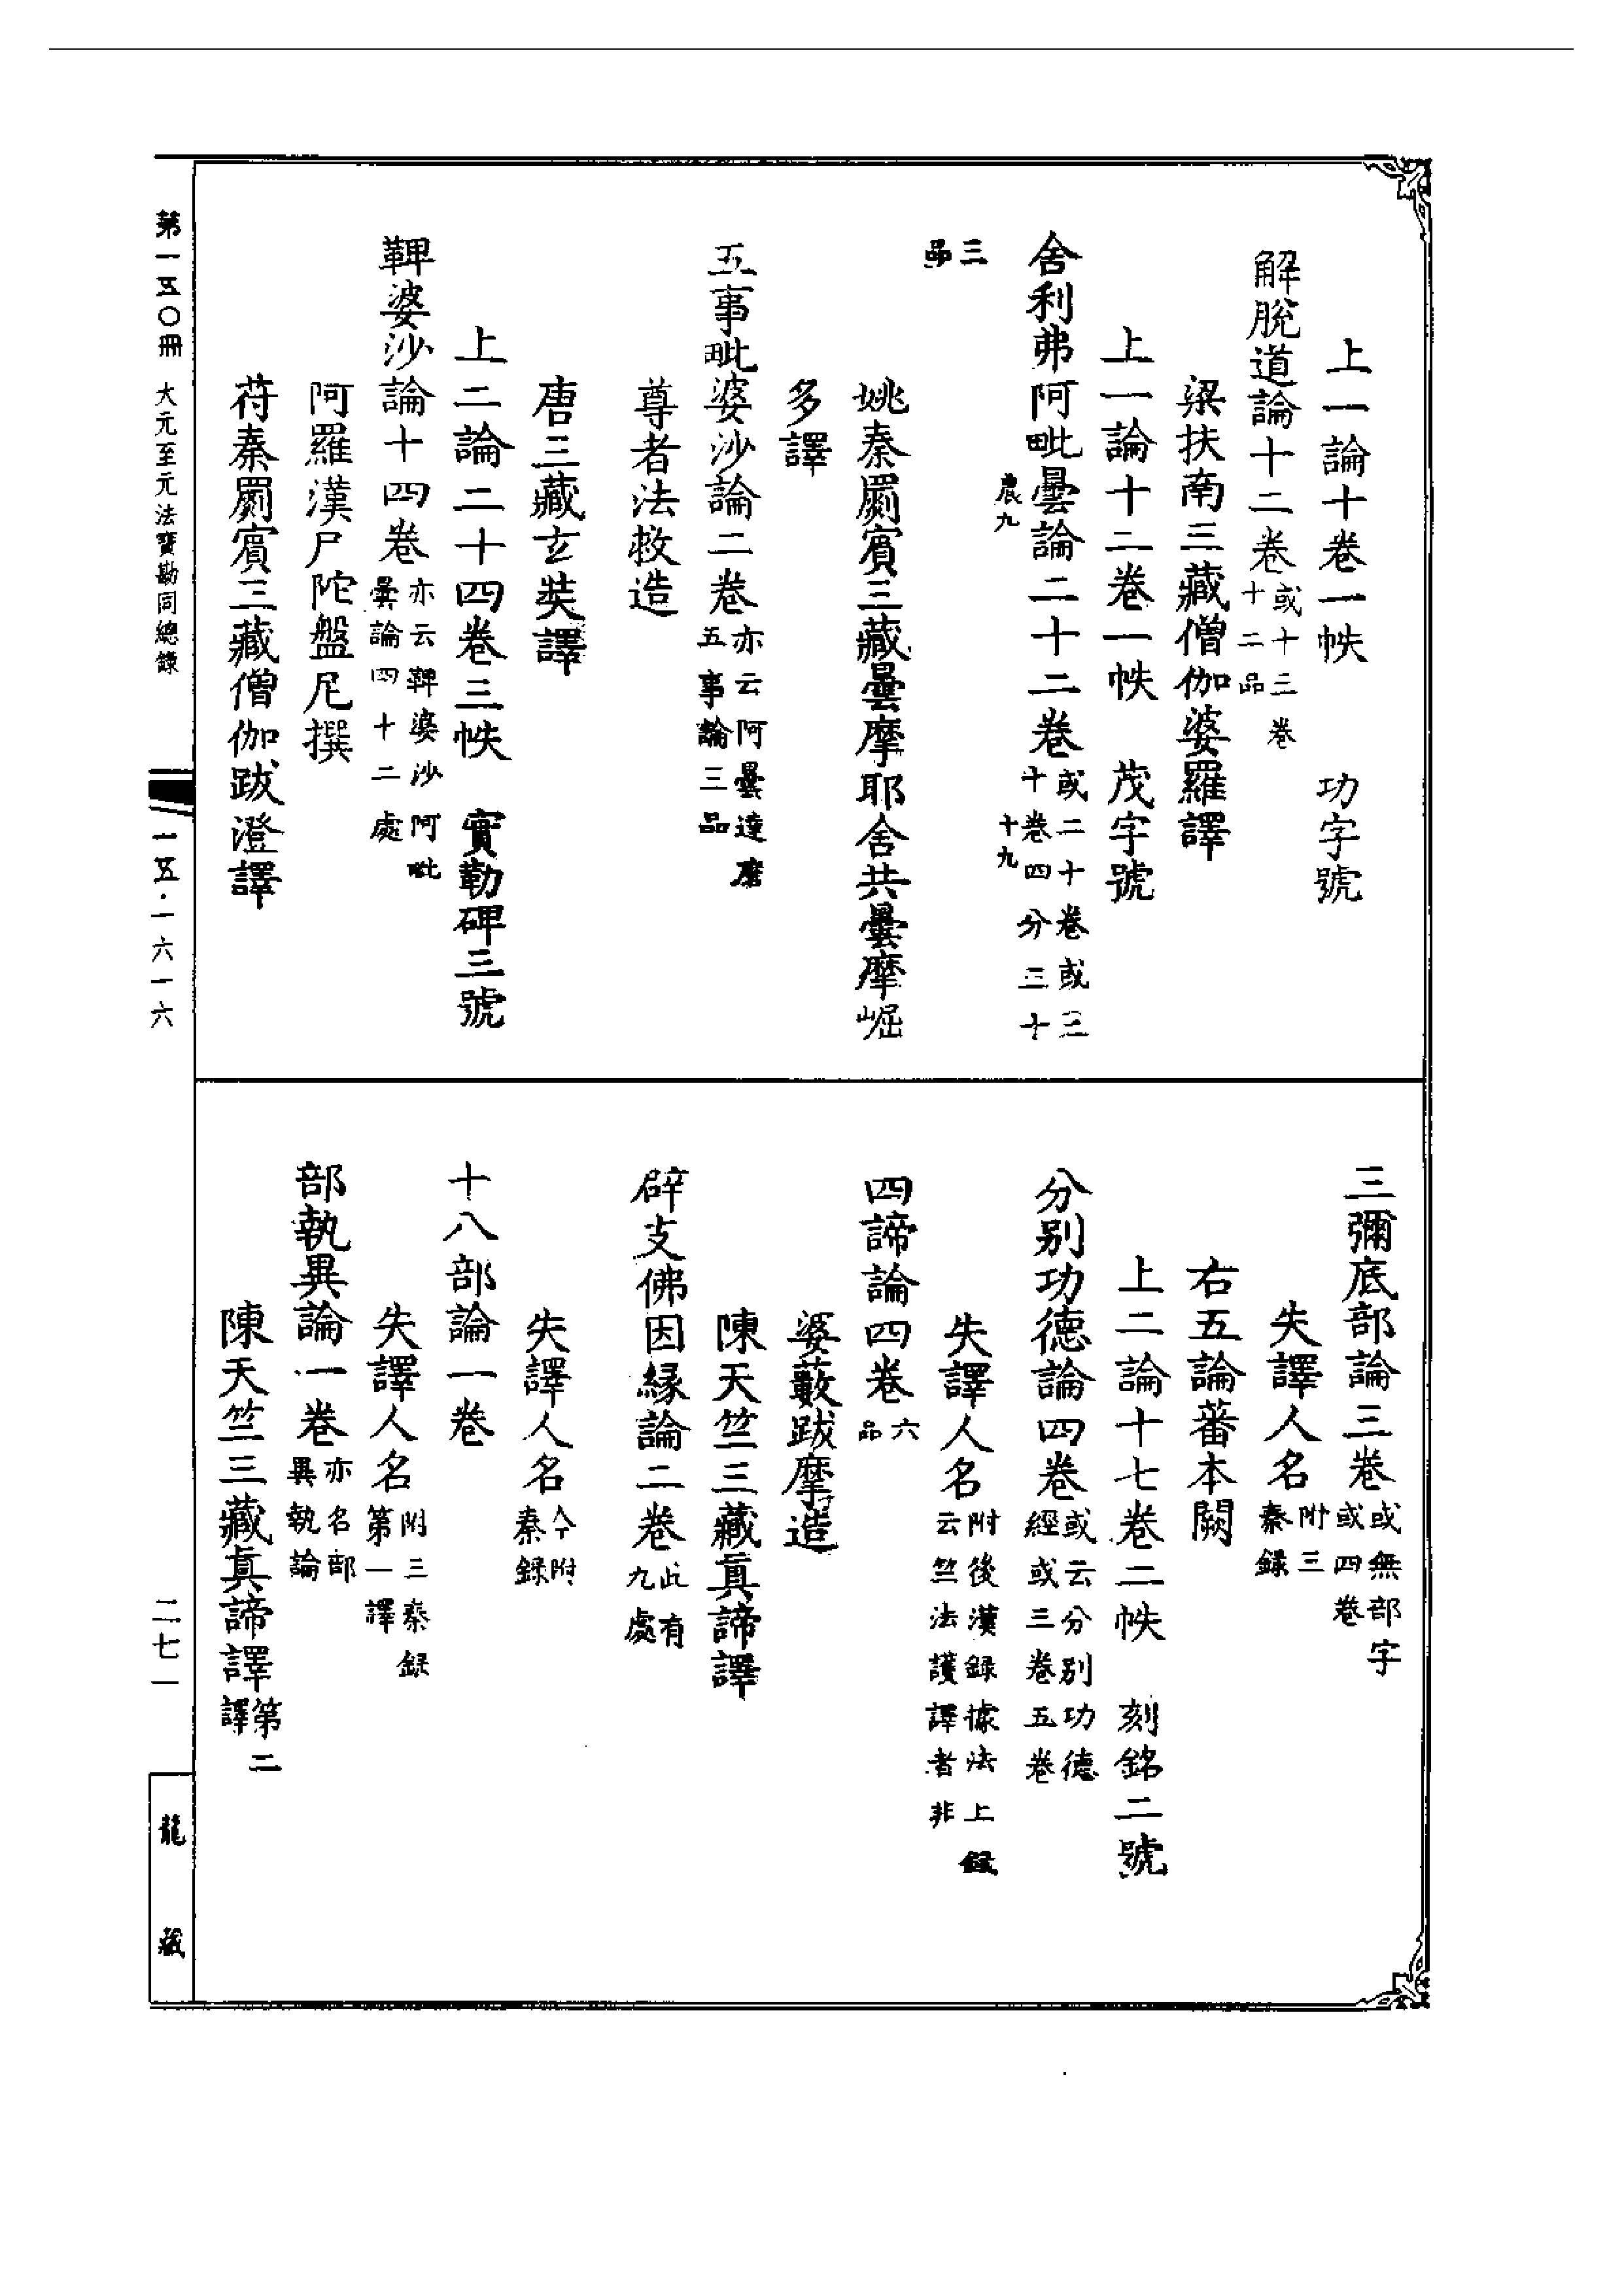 上一論十卷一帙　功字號
解脫道論十二卷或十三卷十二品
梁扶南三藏僧伽婆羅譯
上一論十二卷一帙　茂字號
舍利弗阿毗曇論二十二卷或二十卷或三十卷四分三十
農九
十九
三品
姚秦罽賓三藏曇摩耶舍共曇摩崛
多譯
五事毗婆沙論二卷亦云阿曇達磨五事論三品
尊者法救造
唐三藏玄奘譯
上二論二十四卷三帙　實勒碑三號
鞞婆沙論十四卷亦云鞞婆沙阿毗曇論四十二處
阿羅漢尸陀盤尼撰
苻秦罽賓三藏僧伽跋澄譯
三彌底部論三卷或無部字或四卷
失譯人名附三秦録
右五論蕃本闕
上二論十七卷二帙　刻銘二號
分别功德論四卷或云分别功德經或三卷五卷
失譯人名附後漢録據法上録云竺法護譯者非
四諦論四卷六品
婆藪跋摩造
陳天竺三藏真諦譯
辟支佛因緣論二卷此有九處
失譯人名今附秦録
十八部論一卷
失譯人名附三秦録第一譯
部執異論一卷亦名部異執論
陳天竺三藏真諦譯第二譯
第一五〇冊　大元至元法寶勘同總錄
一五·一六一六
二七一
龍藏